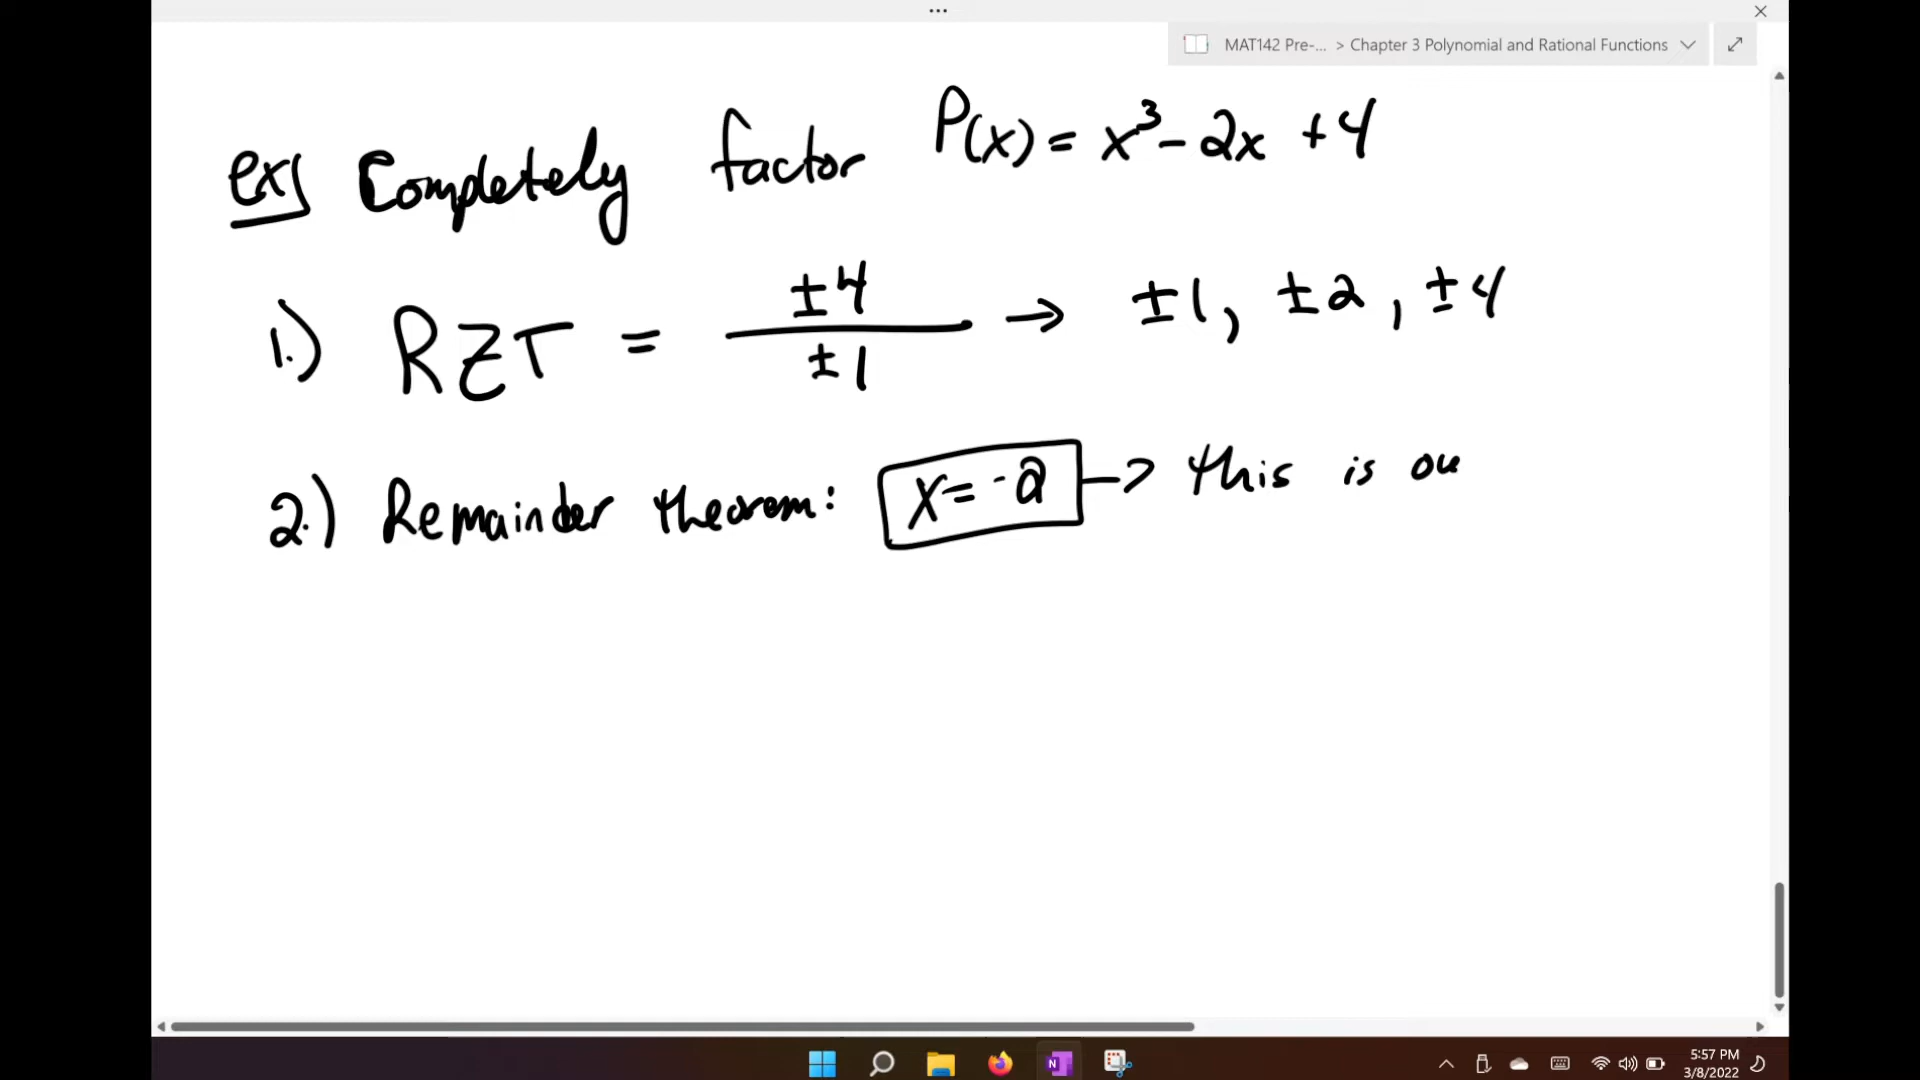 MAT142 Pre-... > Chapter 3 Polynomial and Rational Functions
ex) Completely factor P(x) = x³ - 2x + 4
1.) RZT = ±4 / ±1 → ±1, ±2, ±4
2.) Remainder theorem: x = -2 → this is ou
5:57 PM
3/8/2022